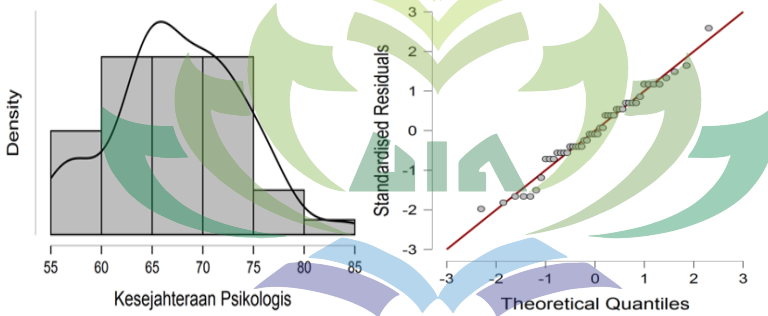 Density
55 60 65 70 75 80 85
Kesejahteraan Psikologis
Standardised Residuals
3
2
1
0
-1
-2
-3
-3 -2 -1 0 1 2 3
Theoretical Quantiles